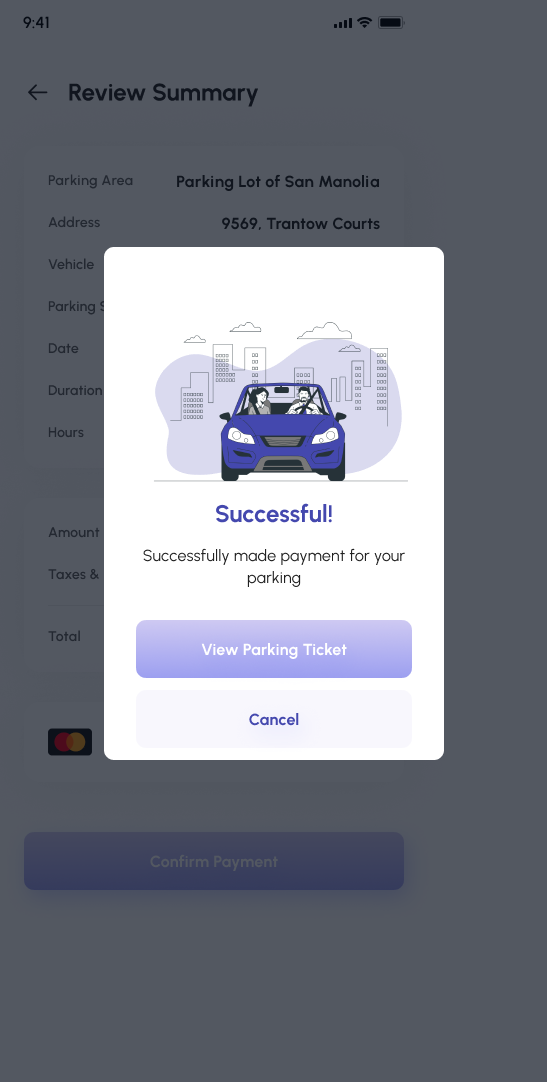 9:41
Review Summary
Parking Area Parking Lot of San Manolia
Address 9569, Trantow Courts
Vehicle
Parking
Date
Duration
Hours
Successful!
Amount
Successfully made payment for your
Taxes &
parking
Total
View Parking Ticket
Cancel
Confirm Payment